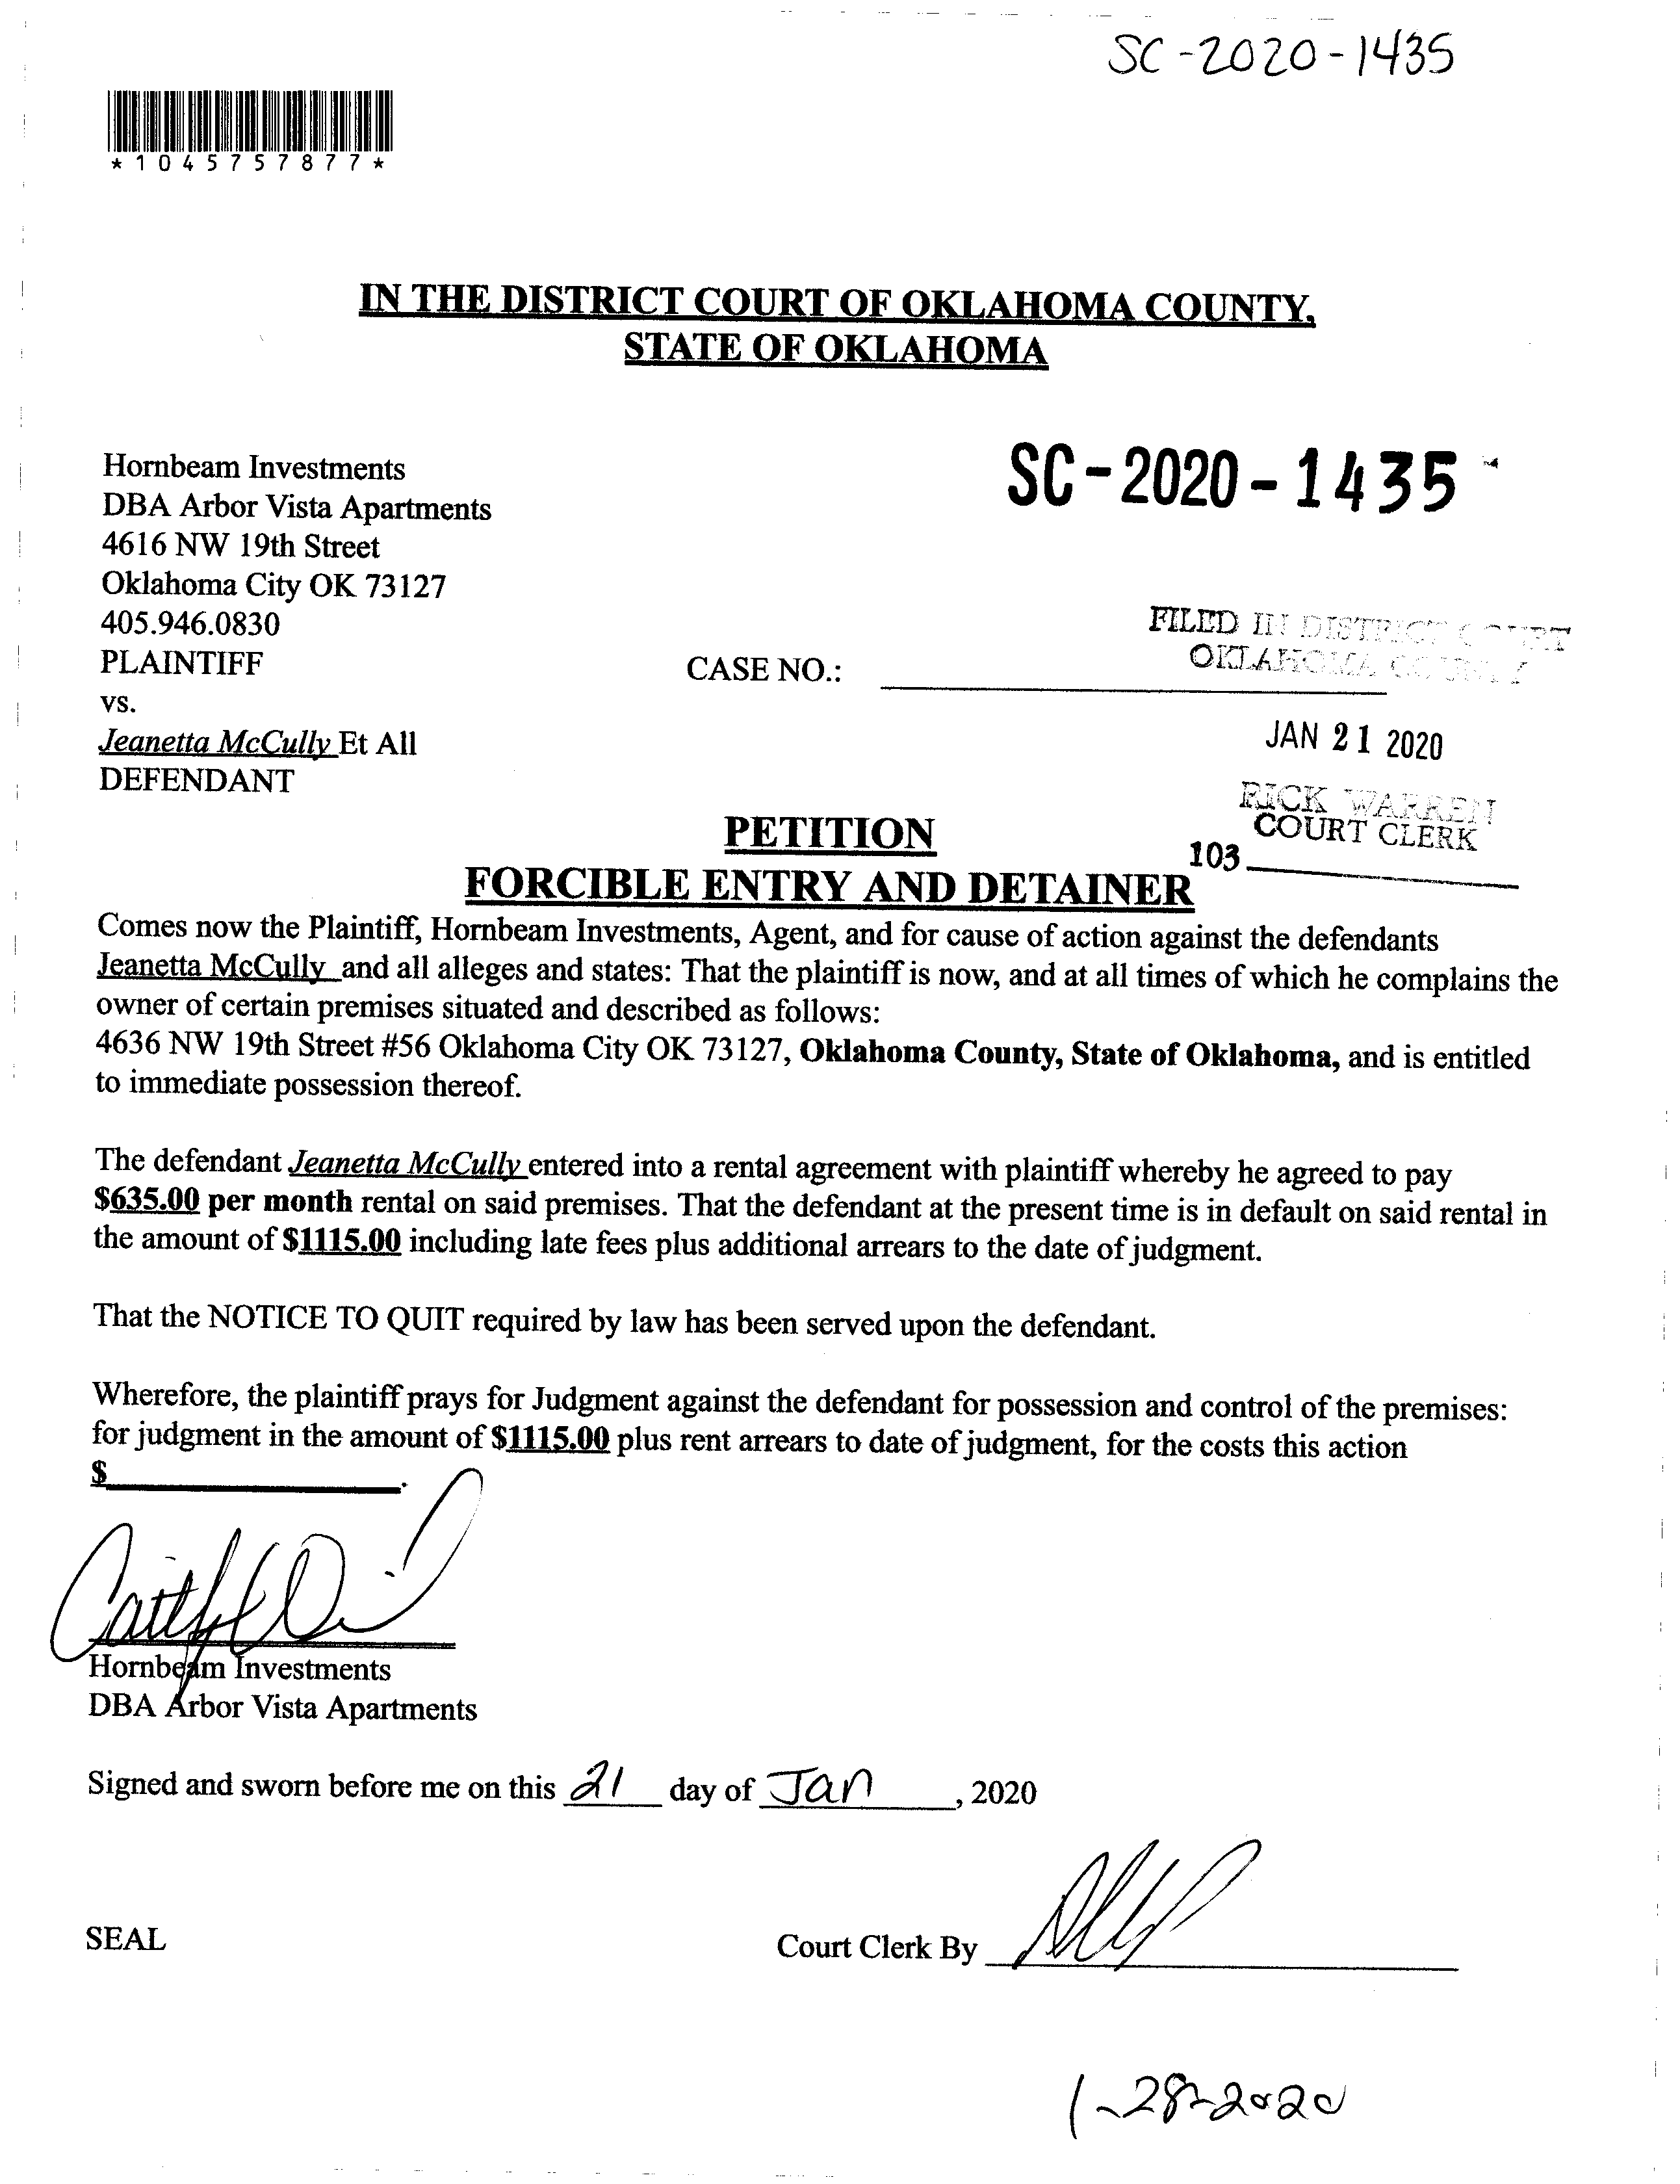 SC-2020-1435
*1045757877*
IN THE DISTRICT COURT OF OKLAHOMA COUNTY,
STATE OF OKLAHOMA
Hornbeam Investments
DBA Arbor Vista Apartments
4616 NW 19th Street
Oklahoma City OK 73127
405.946.0830
PLAINTIFF
vs.
Jeanetta McCully Et All
DEFENDANT
SC-2020-1435
CASE NO.:
FILED IN DISTRICT COURT
OKLAHOMA COUNTY
JAN 21 2020
RICK WARREN
COURT CLERK
103
PETITION
FORCIBLE ENTRY AND DETAINER
Comes now the Plaintiff, Hornbeam Investments, Agent, and for cause of action against the defendants
Jeanetta McCully and all alleges and states: That the plaintiff is now, and at all times of which he complains the
owner of certain premises situated and described as follows:
4636 NW 19th Street #56 Oklahoma City OK 73127, Oklahoma County, State of Oklahoma, and is entitled
to immediate possession thereof.
The defendant Jeanetta McCully entered into a rental agreement with plaintiff whereby he agreed to pay
$635.00 per month rental on said premises. That the defendant at the present time is in default on said rental in
the amount of $1115.00 including late fees plus additional arrears to the date of judgment.
That the NOTICE TO QUIT required by law has been served upon the defendant.
Wherefore, the plaintiff prays for Judgment against the defendant for possession and control of the premises:
for judgment in the amount of $1115.00 plus rent arrears to date of judgment, for the costs this action
$ .
Hornbeam Investments
DBA Arbor Vista Apartments
Signed and sworn before me on this 21 day of Jan , 2020
SEAL
Court Clerk By
1-28-2020